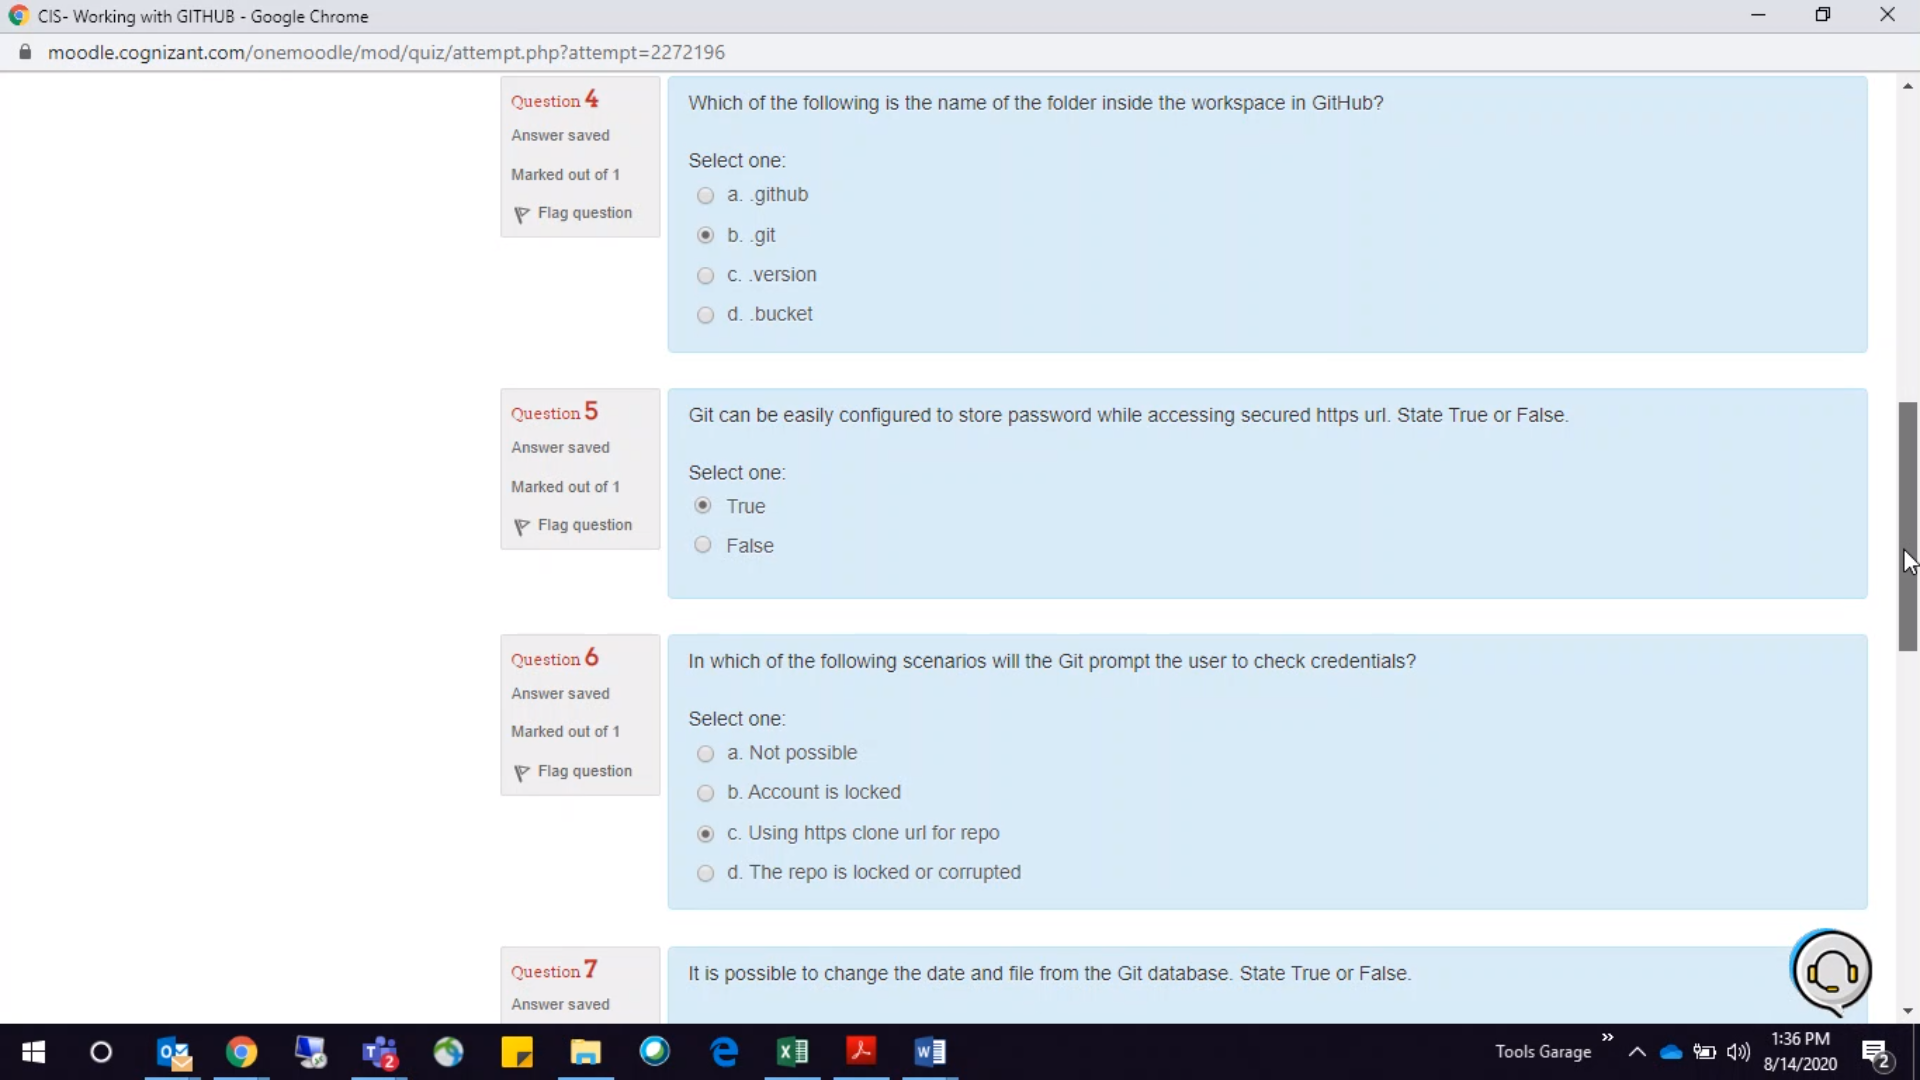 CIS- Working with GITHUB - Google Chrome
moodle.cognizant.com/onemoodle/mod/quiz/attempt.php?attempt=2272196
Question 4
Answer saved
Marked out of 1
Flag question
Which of the following is the name of the folder inside the workspace in GitHub?
Select one:
a. .github
b. .git
c. .version
d. .bucket
Question 5
Answer saved
Marked out of 1
Flag question
Git can be easily configured to store password while accessing secured https url. State True or False.
Select one:
True
False
Question 6
Answer saved
Marked out of 1
Flag question
In which of the following scenarios will the Git prompt the user to check credentials?
Select one:
a. Not possible
b. Account is locked
c. Using https clone url for repo
d. The repo is locked or corrupted
Question 7
Answer saved
It is possible to change the date and file from the Git database. State True or False.
Tools Garage
1:36 PM
8/14/2020
2
2